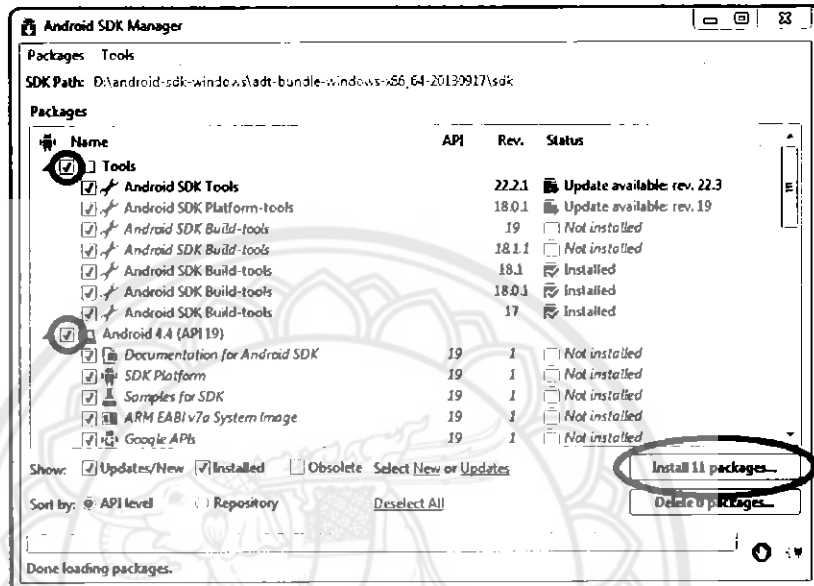 Android SDK Manager
Packages Tools
SDK Path: D:\android-sdk-windows\adt-bundle-windows-x86_64-20130917\sdk
Packages
Name API Rev. Status
Tools
Android SDK Tools 22.2.1 Update available: rev. 22.3
Android SDK Platform-tools 18.0.1 Update available: rev. 19
Android SDK Build-tools 19 Not installed
Android SDK Build-tools 18.1.1 Not installed
Android SDK Build-tools 18.1 Installed
Android SDK Build-tools 18.0.1 Installed
Android SDK Build-tools 17 Installed
Android 4.4 (API 19)
Documentation for Android SDK 19 1 Not installed
SDK Platform 19 1 Not installed
Samples for SDK 19 1 Not installed
ARM EABI v7a System Image 19 1 Not installed
Google APIs 19 1 Not installed
Show: Updates/New Installed Obsolete Select New or Updates Install 11 packages...
Sort by: API level Repository Deselect All Delete 0 packages...
Done loading packages.